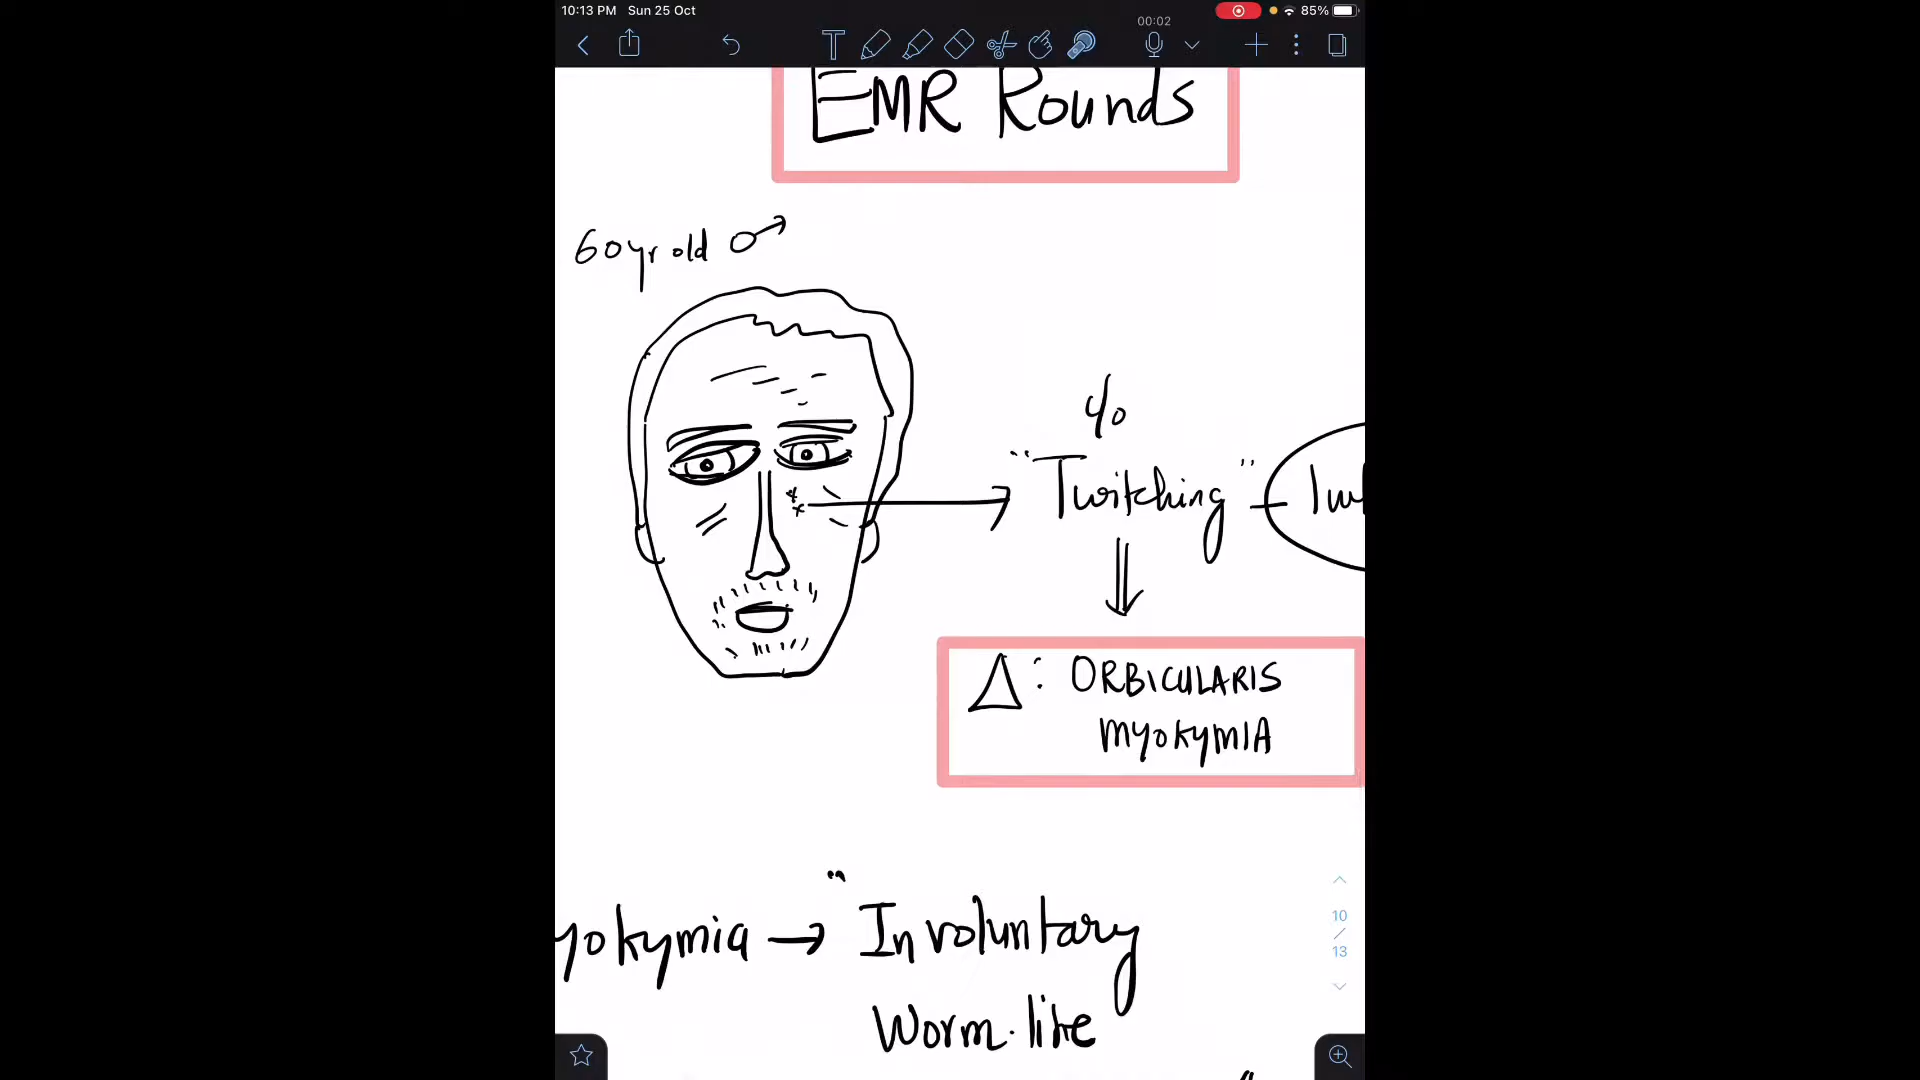 10:13 PM Sun 25 Oct
85%
00:02
EMR Rounds
60yr old ♂
c/o
"Twitching"
Δ: ORBICULARIS
MYOKYMIA
yokymia → "Involuntary
Worm-like
10
/
13